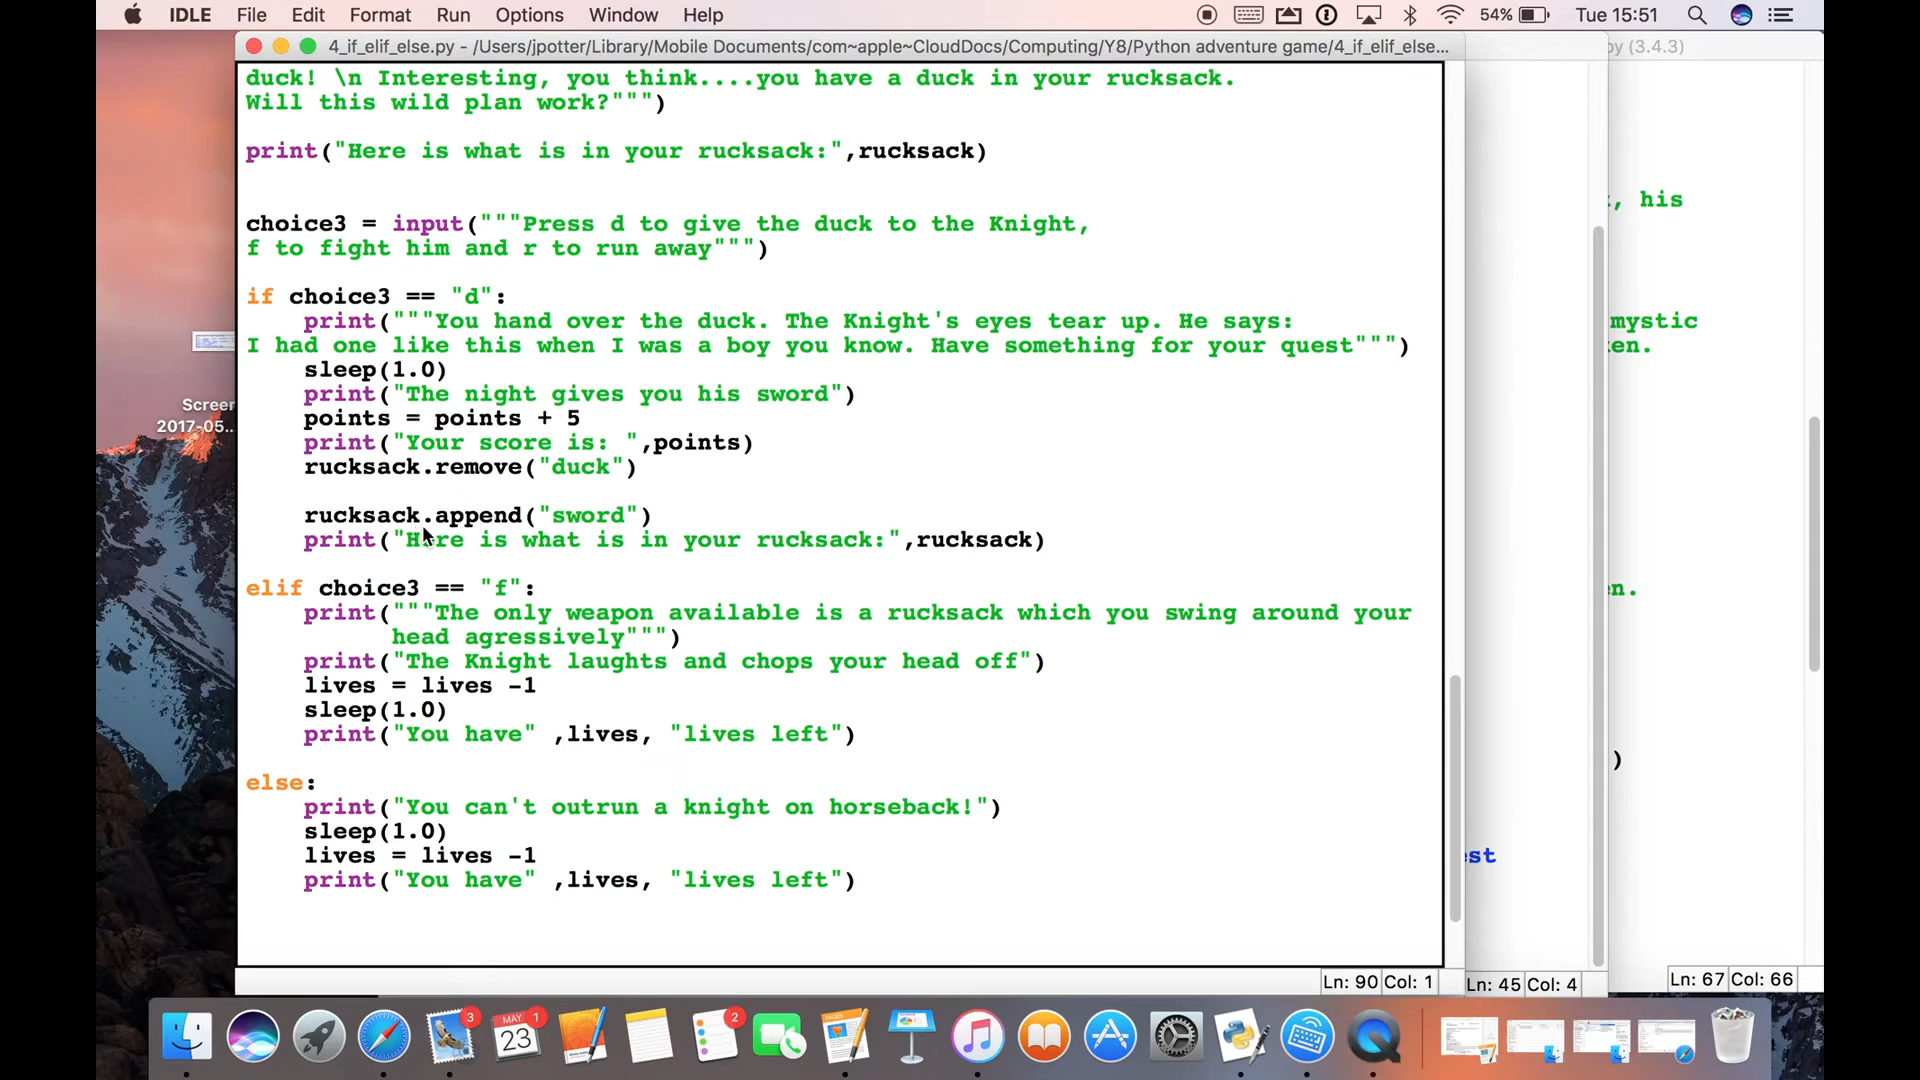 IDLE File Edit Format Run Options Window Help 54% Tue 15:51
4_if_elif_else.py - /Users/jpotter/Library/Mobile Documents/com~apple~CloudDocs/Computing/Y8/Python adventure game/4_if_elif_else...
py (3.4.3)
duck! \n Interesting, you think....you have a duck in your rucksack.
Will this wild plan work?""")
print("Here is what is in your rucksack:",rucksack)
choice3 = input("""Press d to give the duck to the Knight,
f to fight him and r to run away""")
if choice3 == "d":
print("""You hand over the duck. The Knight's eyes tear up. He says:
I had one like this when I was a boy you know. Have something for your quest""")
sleep(1.0)
print("The night gives you his sword")
points = points + 5
print("Your score is: ",points)
rucksack.remove("duck")
rucksack.append("sword")
print("Here is what is in your rucksack:",rucksack)
elif choice3 == "f":
print("""The only weapon available is a rucksack which you swing around your
head agressively""")
print("The Knight laughts and chops your head off")
lives = lives -1
sleep(1.0)
print("You have" ,lives, "lives left")
else:
print("You can't outrun a knight on horseback!")
sleep(1.0)
lives = lives -1
print("You have" ,lives, "lives left")
, his
mystic
en.
)
st
Screen
2017-05...
Ln: 90 Col: 1
Ln: 45 Col: 4
Ln: 67 Col: 66
3
MAY
23
1
2